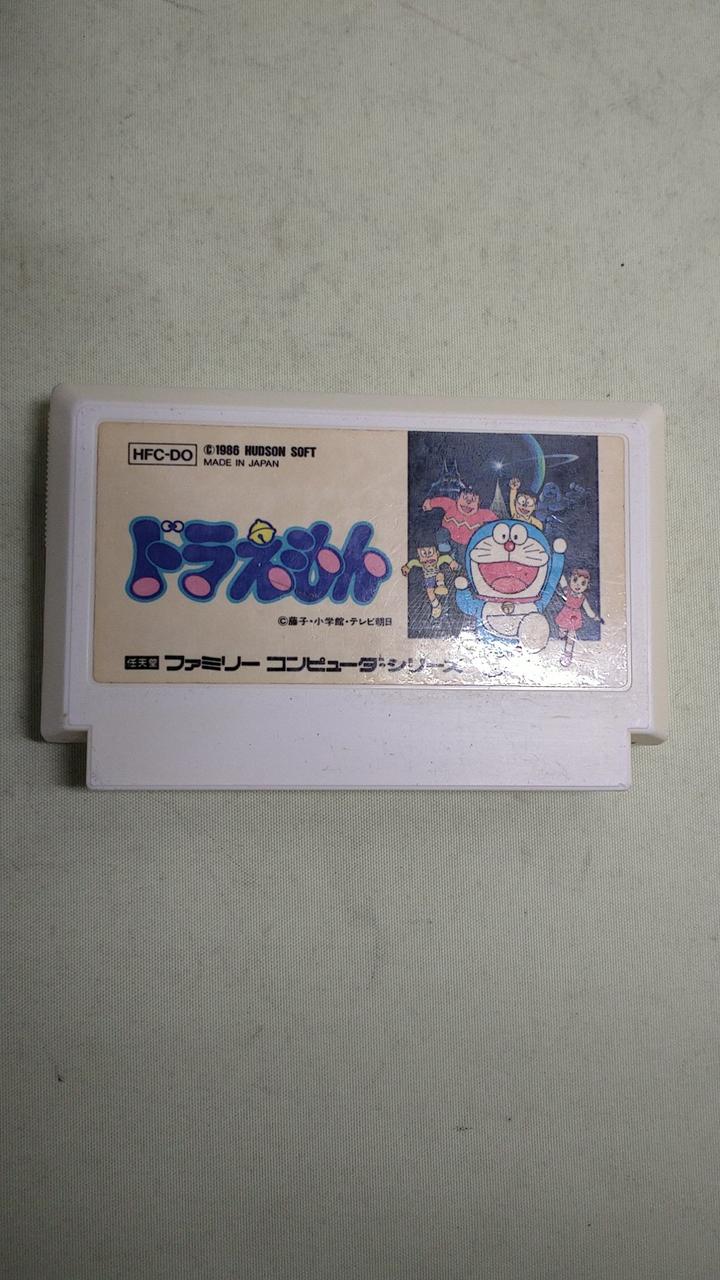 HFC-DO ©1986 HUDSON SOFT
MADE IN JAPAN
ドラえもん
©藤子・小学館・テレビ朝日
任天堂 ファミリー コンピュータ・シリーズ